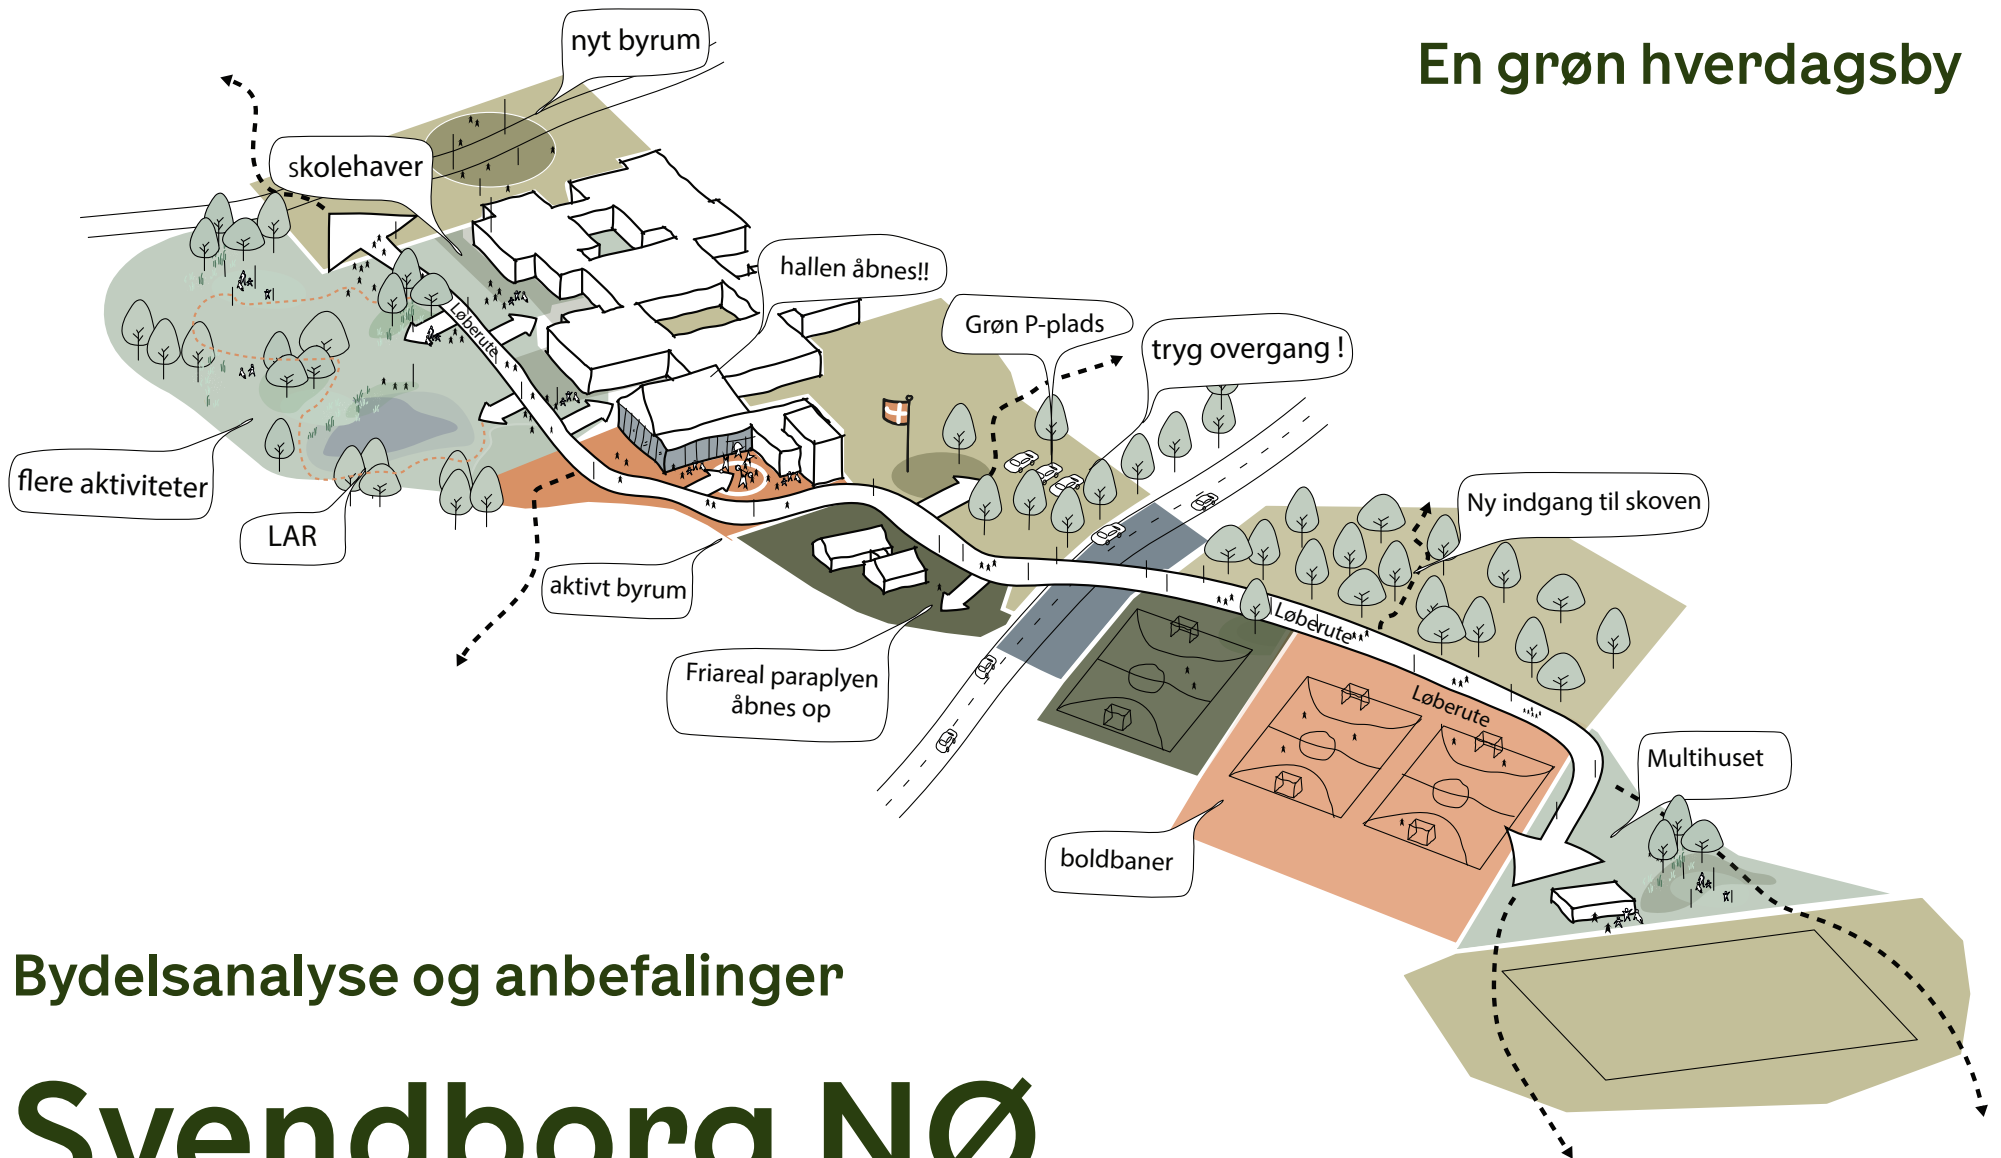 nyt byrum
En grøn hverdagsby
skolehaver
hallen åbnes!!
Grøn P-plads
tryg overgang !
Løberute
flere aktiviteter
LAR
aktivt byrum
Ny indgang til skoven
Friareal paraplyen
åbnes op
Løberute
Løberute
Multihuset
boldbaner
Bydelsanalyse og anbefalinger
Svendborg NØ